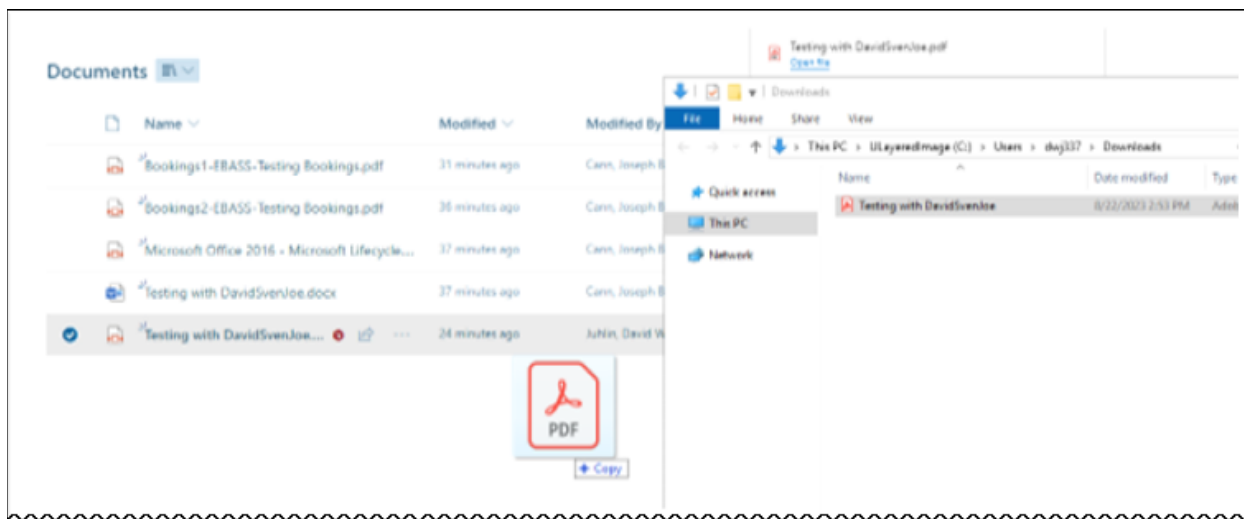 Testing with DavidSvenJoe.pdf
Open file
Documents
Downloads
File Home Share View
Name Modified Modified By
This PC > ULayeredImage (C:) > Users > dwj337 > Downloads
Name Date modified Type
Bookings1-EBASS-Testing Bookings.pdf 31 minutes ago Cann, Joseph B
Quick access
Testing with DavidSvenJoe 8/22/2023 2:53 PM Adob
Bookings2-EBASS-Testing Bookings.pdf 36 minutes ago Cann, Joseph B
This PC
Microsoft Office 2016 - Microsoft Lifecycle... 37 minutes ago Cann, Joseph B
Network
Testing with DavidSvenJoe.docx 37 minutes ago Cann, Joseph B
Testing with DavidSvenJoe.... ... 24 minutes ago Juhlin, David W
PDF
+ Copy